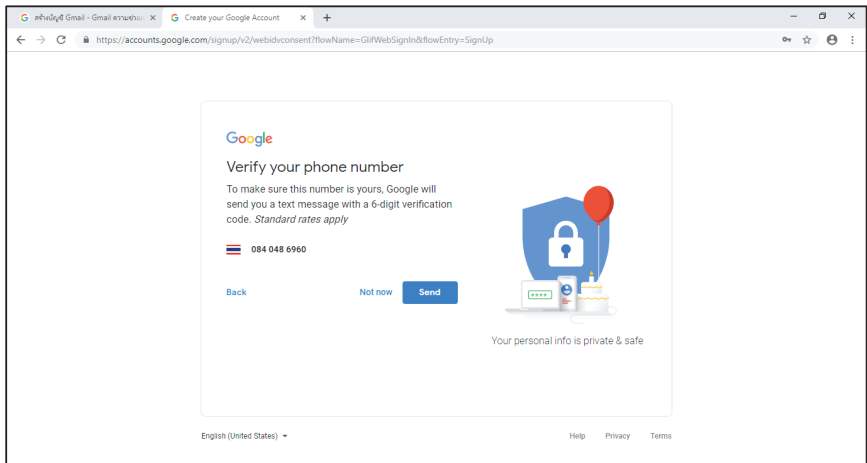 สร้างบัญชี Gmail - Gmail ความช่วย
Create your Google Account
https://accounts.google.com/signup/v2/webidvconsent?flowName=GlifWebSignIn&flowEntry=SignUp
Google
Verify your phone number
To make sure this number is yours, Google will
send you a text message with a 6-digit verification
code. Standard rates apply
084 048 6960
Back
Not now
Send
****
Your personal info is private & safe
English (United States)
Help
Privacy
Terms